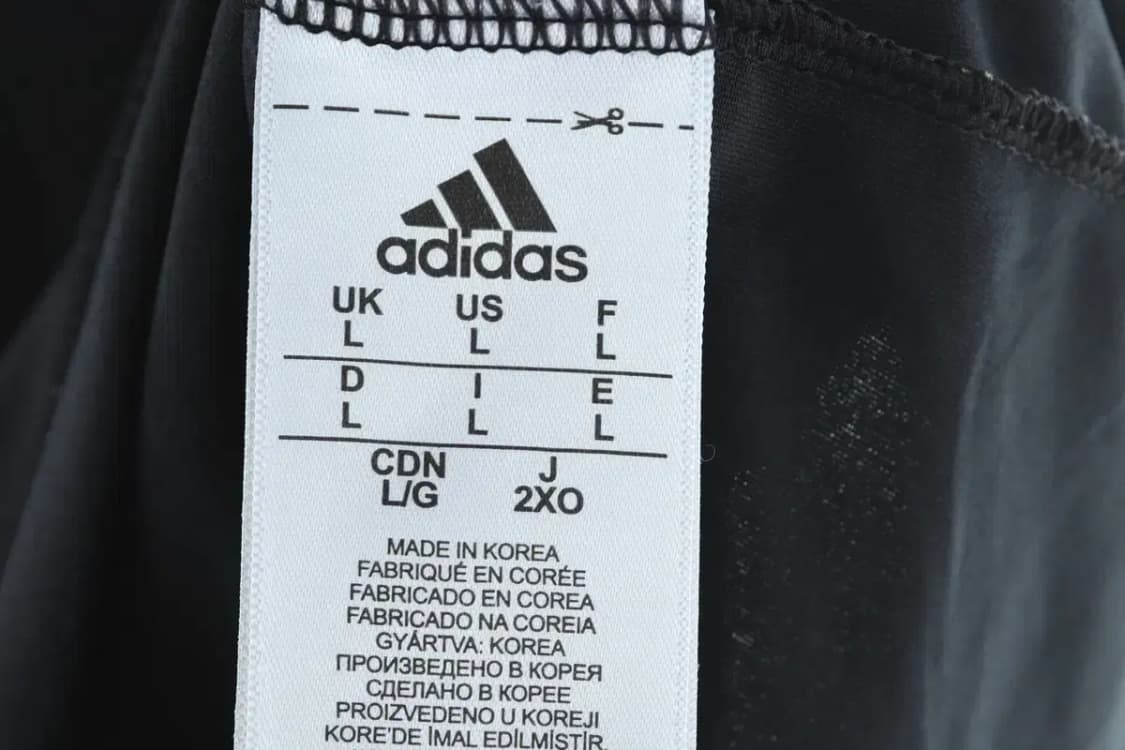 adidas
UK US F
L L L
D I E
L L L
CDN J
L/G 2XO
MADE IN KOREA
FABRIQUÉ EN CORÉE
FABRICADO EN COREA
FABRICADO NA COREIA
GYÁRTVA: KOREA
ПРОИЗВЕДЕНО В КОРЕЯ
СДЕЛАНО В КОРЕЕ
PROIZVEDENO U KOREJI
KORE'DE İMAL EDİLMİSTİR.